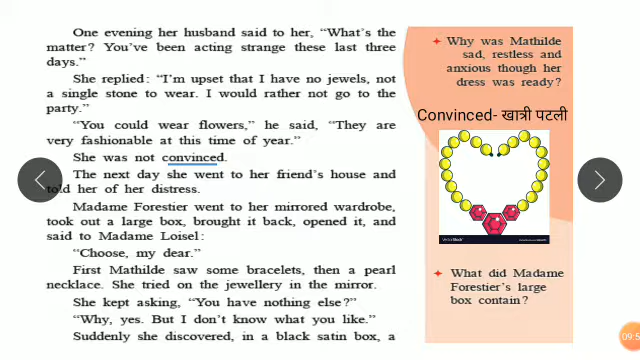 One evening her husband said to her, “What's the
matter? You've been acting strange these last three
days.”
She replied: “I'm upset that I have no jewels, not
a single stone to wear. I would rather not go to the
party.”
“You could wear flowers,” he said, “They are
very fashionable at this time of year.”
She was not convinced.
The next day she went to her friend's house and
told her of her distress.
Madame Forestier went to her mirrored wardrobe,
took out a large box, brought it back, opened it, and
said to Madame Loisel:
“Choose, my dear.”
First Mathilde saw some bracelets, then a pearl
necklace. She tried on the jewellery in the mirror.
She kept asking, “You have nothing else?”
“Why, yes. But I don't know what you like.”
Suddenly she discovered, in a black satin box, a
Why was Mathilde
sad, restless and
anxious though her
dress was ready?
Convinced- खात्री पटली
VectorStock
What did Madame
Forestier's large
box contain?
09:5